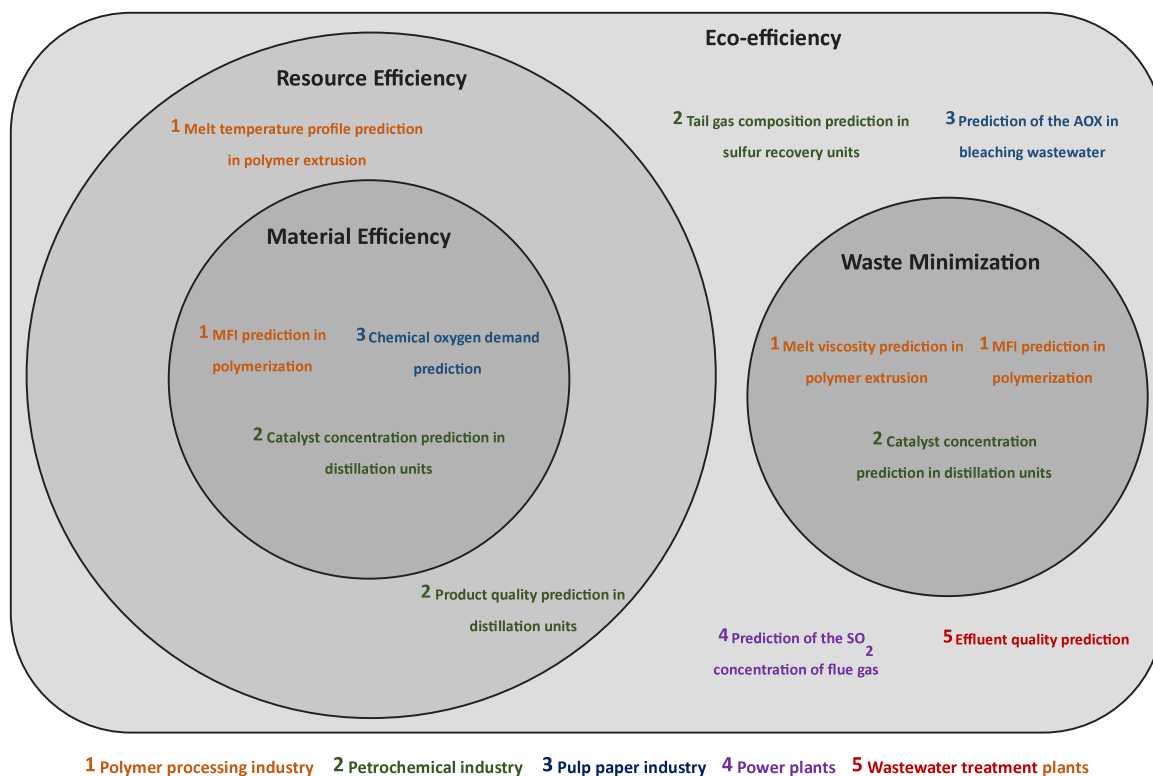 Eco-efficiency
Resource Efficiency
1 Melt temperature profile prediction
in polymer extrusion
2 Tail gas composition prediction in
sulfur recovery units
3 Prediction of the AOX in
bleaching wastewater
Material Efficiency
Waste Minimization
1 MFI prediction in
polymerization
3 Chemical oxygen demand
prediction
1 Melt viscosity prediction in
polymer extrusion
1 MFI prediction in
polymerization
2 Catalyst concentration prediction in
distillation units
2 Catalyst concentration
prediction in distillation units
2 Product quality prediction in
distillation units
4 Prediction of the SO2
concentration of flue gas
5 Effluent quality prediction
1 Polymer processing industry 2 Petrochemical industry 3 Pulp paper industry 4 Power plants 5 Wastewater treatment plants